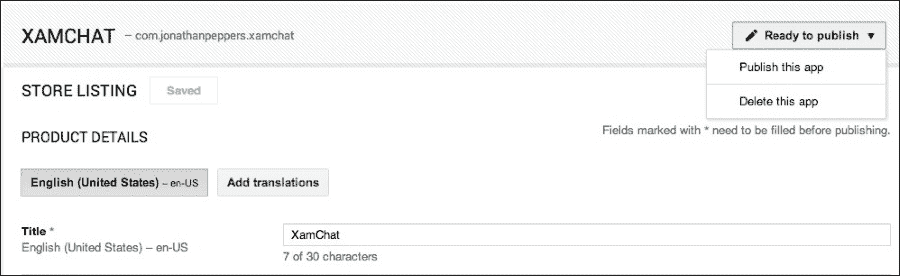 XAMCHAT – com.jonathanpeppers.xamchat
Ready to publish
Publish this app
Delete this app
STORE LISTING Saved
Fields marked with * need to be filled before publishing.
PRODUCT DETAILS
English (United States) – en-US Add translations
Title * XamChat
English (United States) – en-US
7 of 30 characters